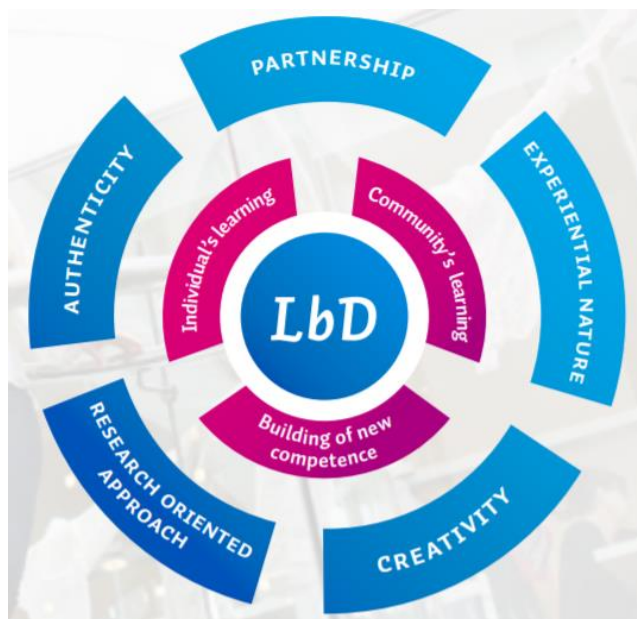 PARTNERSHIP
EXPERIENTIAL NATURE
CREATIVITY
RESEARCH ORIENTED
APPROACH
AUTHENTICITY
Individual's learning
Community's learning
Building of new
competence
LbD